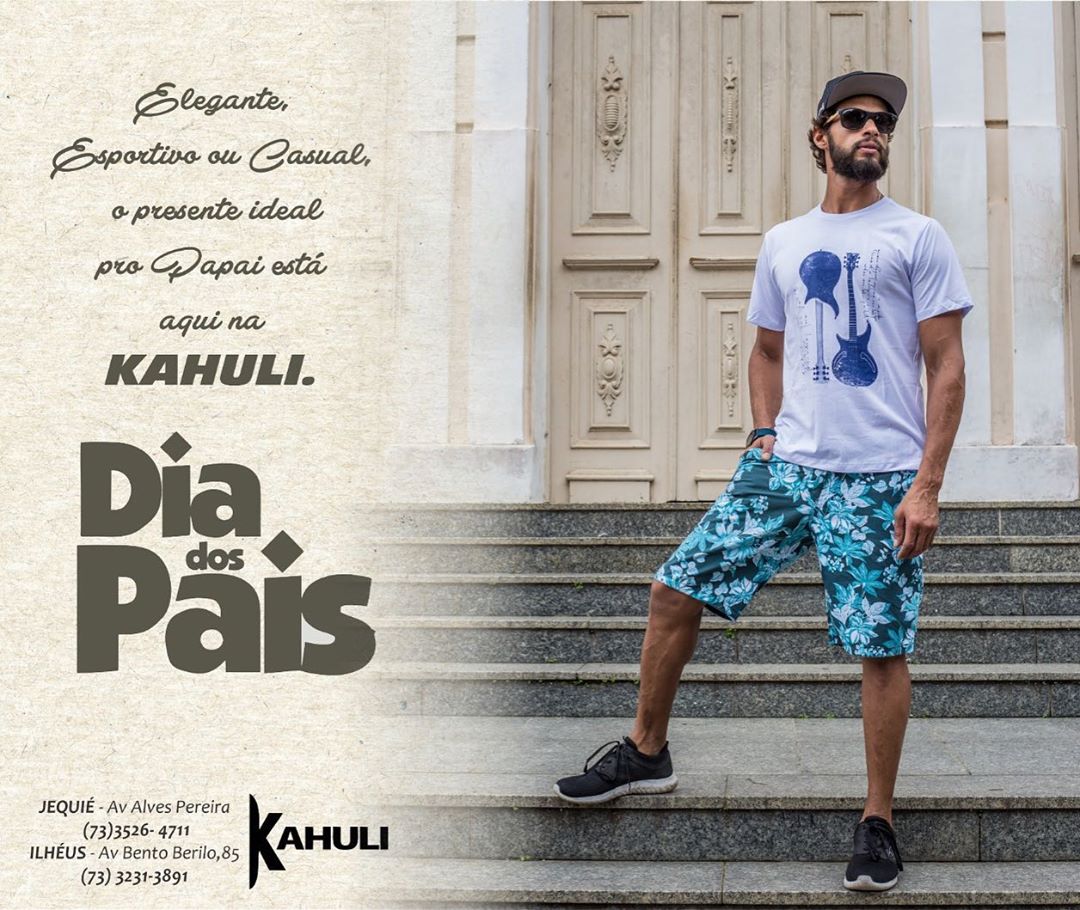 Elegante,
Esportivo ou Casual,
o presente ideal
pro Papai está
aqui na
KAHULI.
Dia
dos
Pais
JEQUIÉ - Av Alves Pereira
(73)3526- 4711
ILHÉUS - Av Bento Berilo,85
(73) 3231-3891
KAHULI